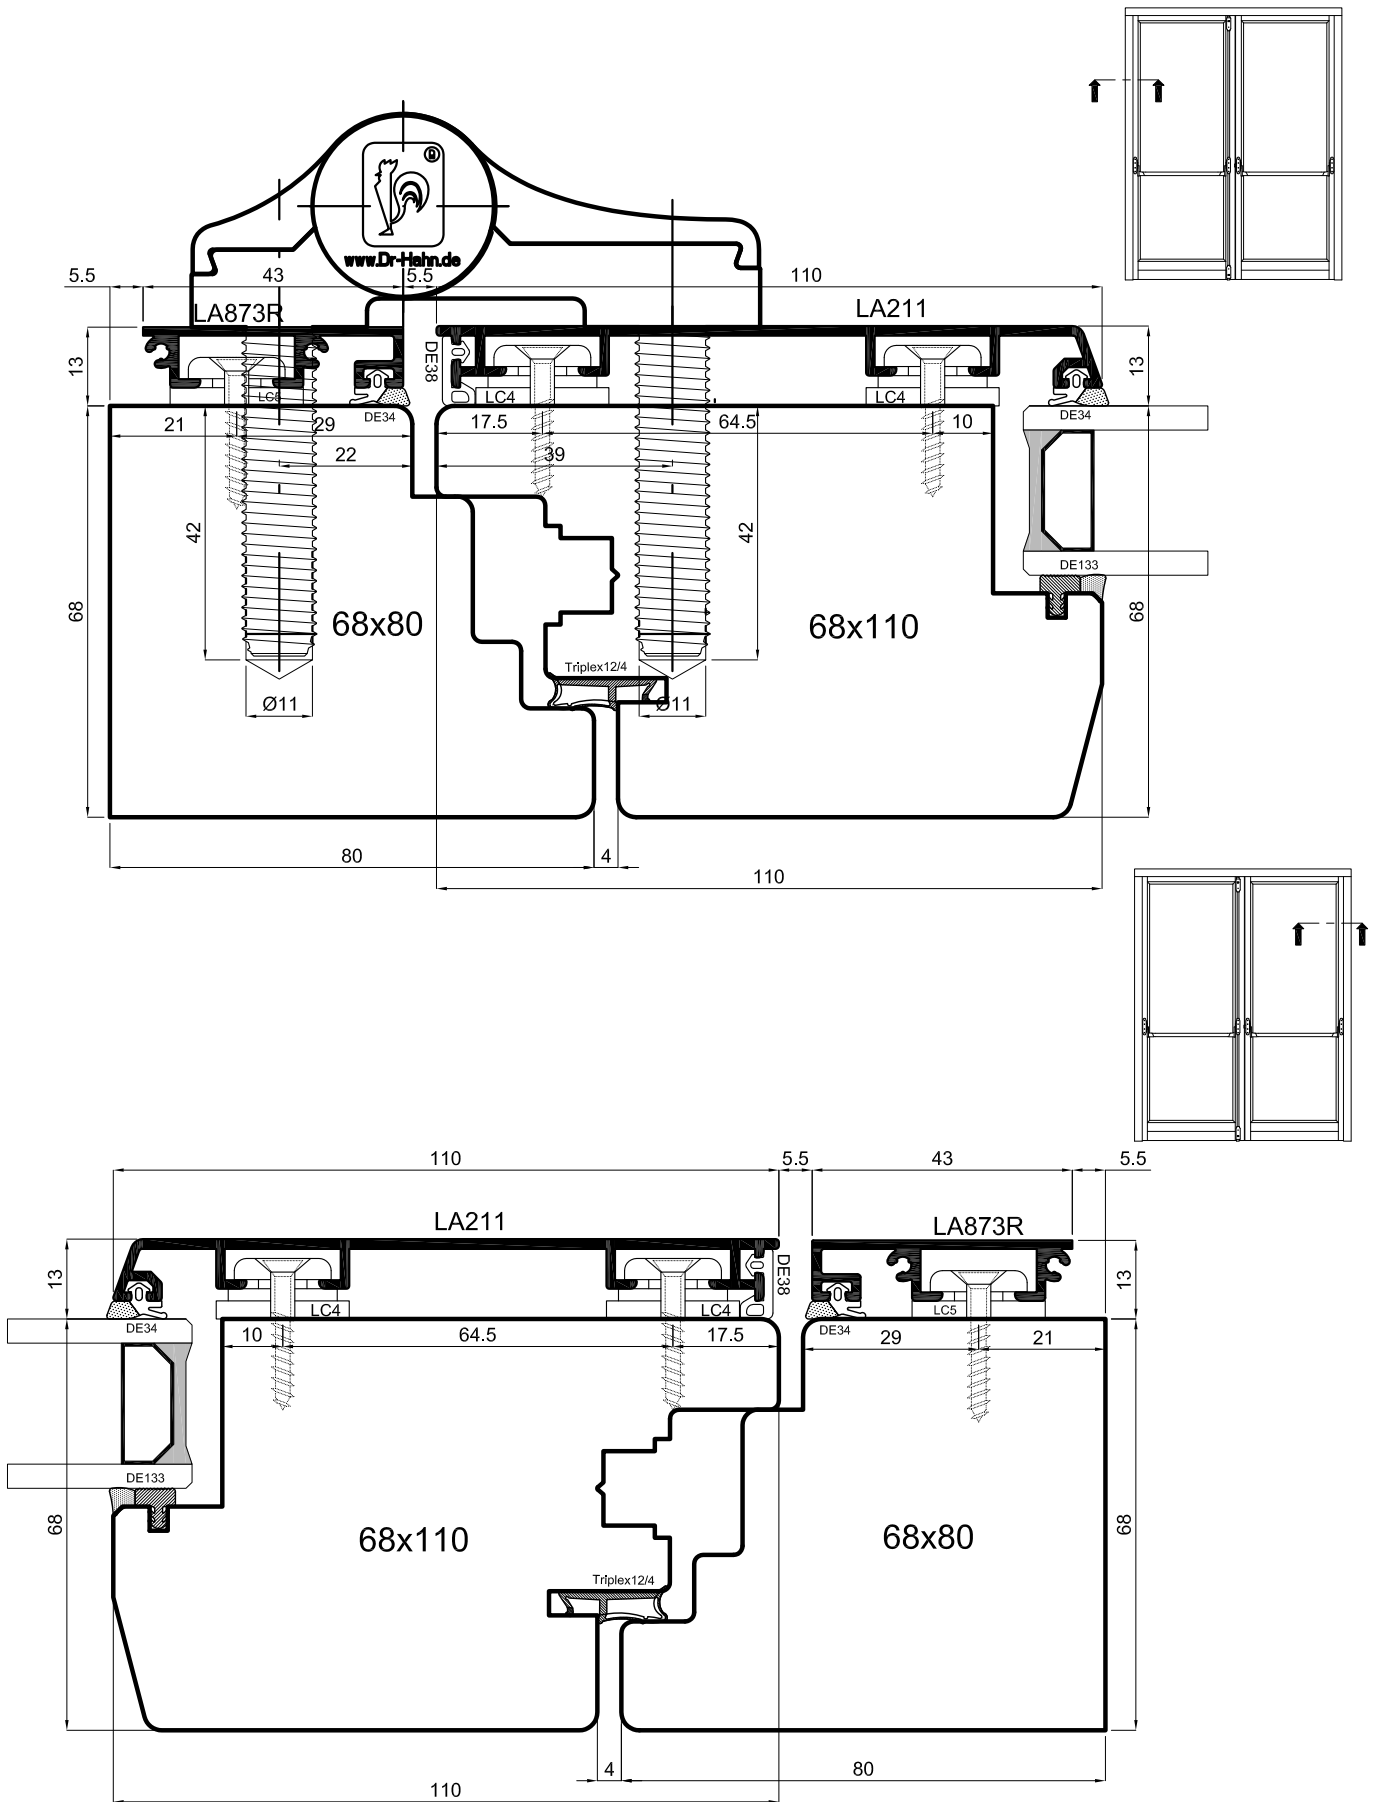 www.Dr-Hahn.de
5.5 43 5.5 110
LA873R LA211
13 DE38 13
LC5 LC4 LC4
DE34 DE34
21 29 17.5 64.5 10
22 39
42 42
DE133
68 68x80 68x110 68
Triplex12/4
Ø11 Ø11
80 4
110
110 5.5 43 5.5
LA211 LA873R
13 DE38 13
LC4 LC4 LC5
DE34 DE34
10 64.5 17.5 29 21
DE133
68 68x110 68x80 68
Triplex12/4
4 80
110